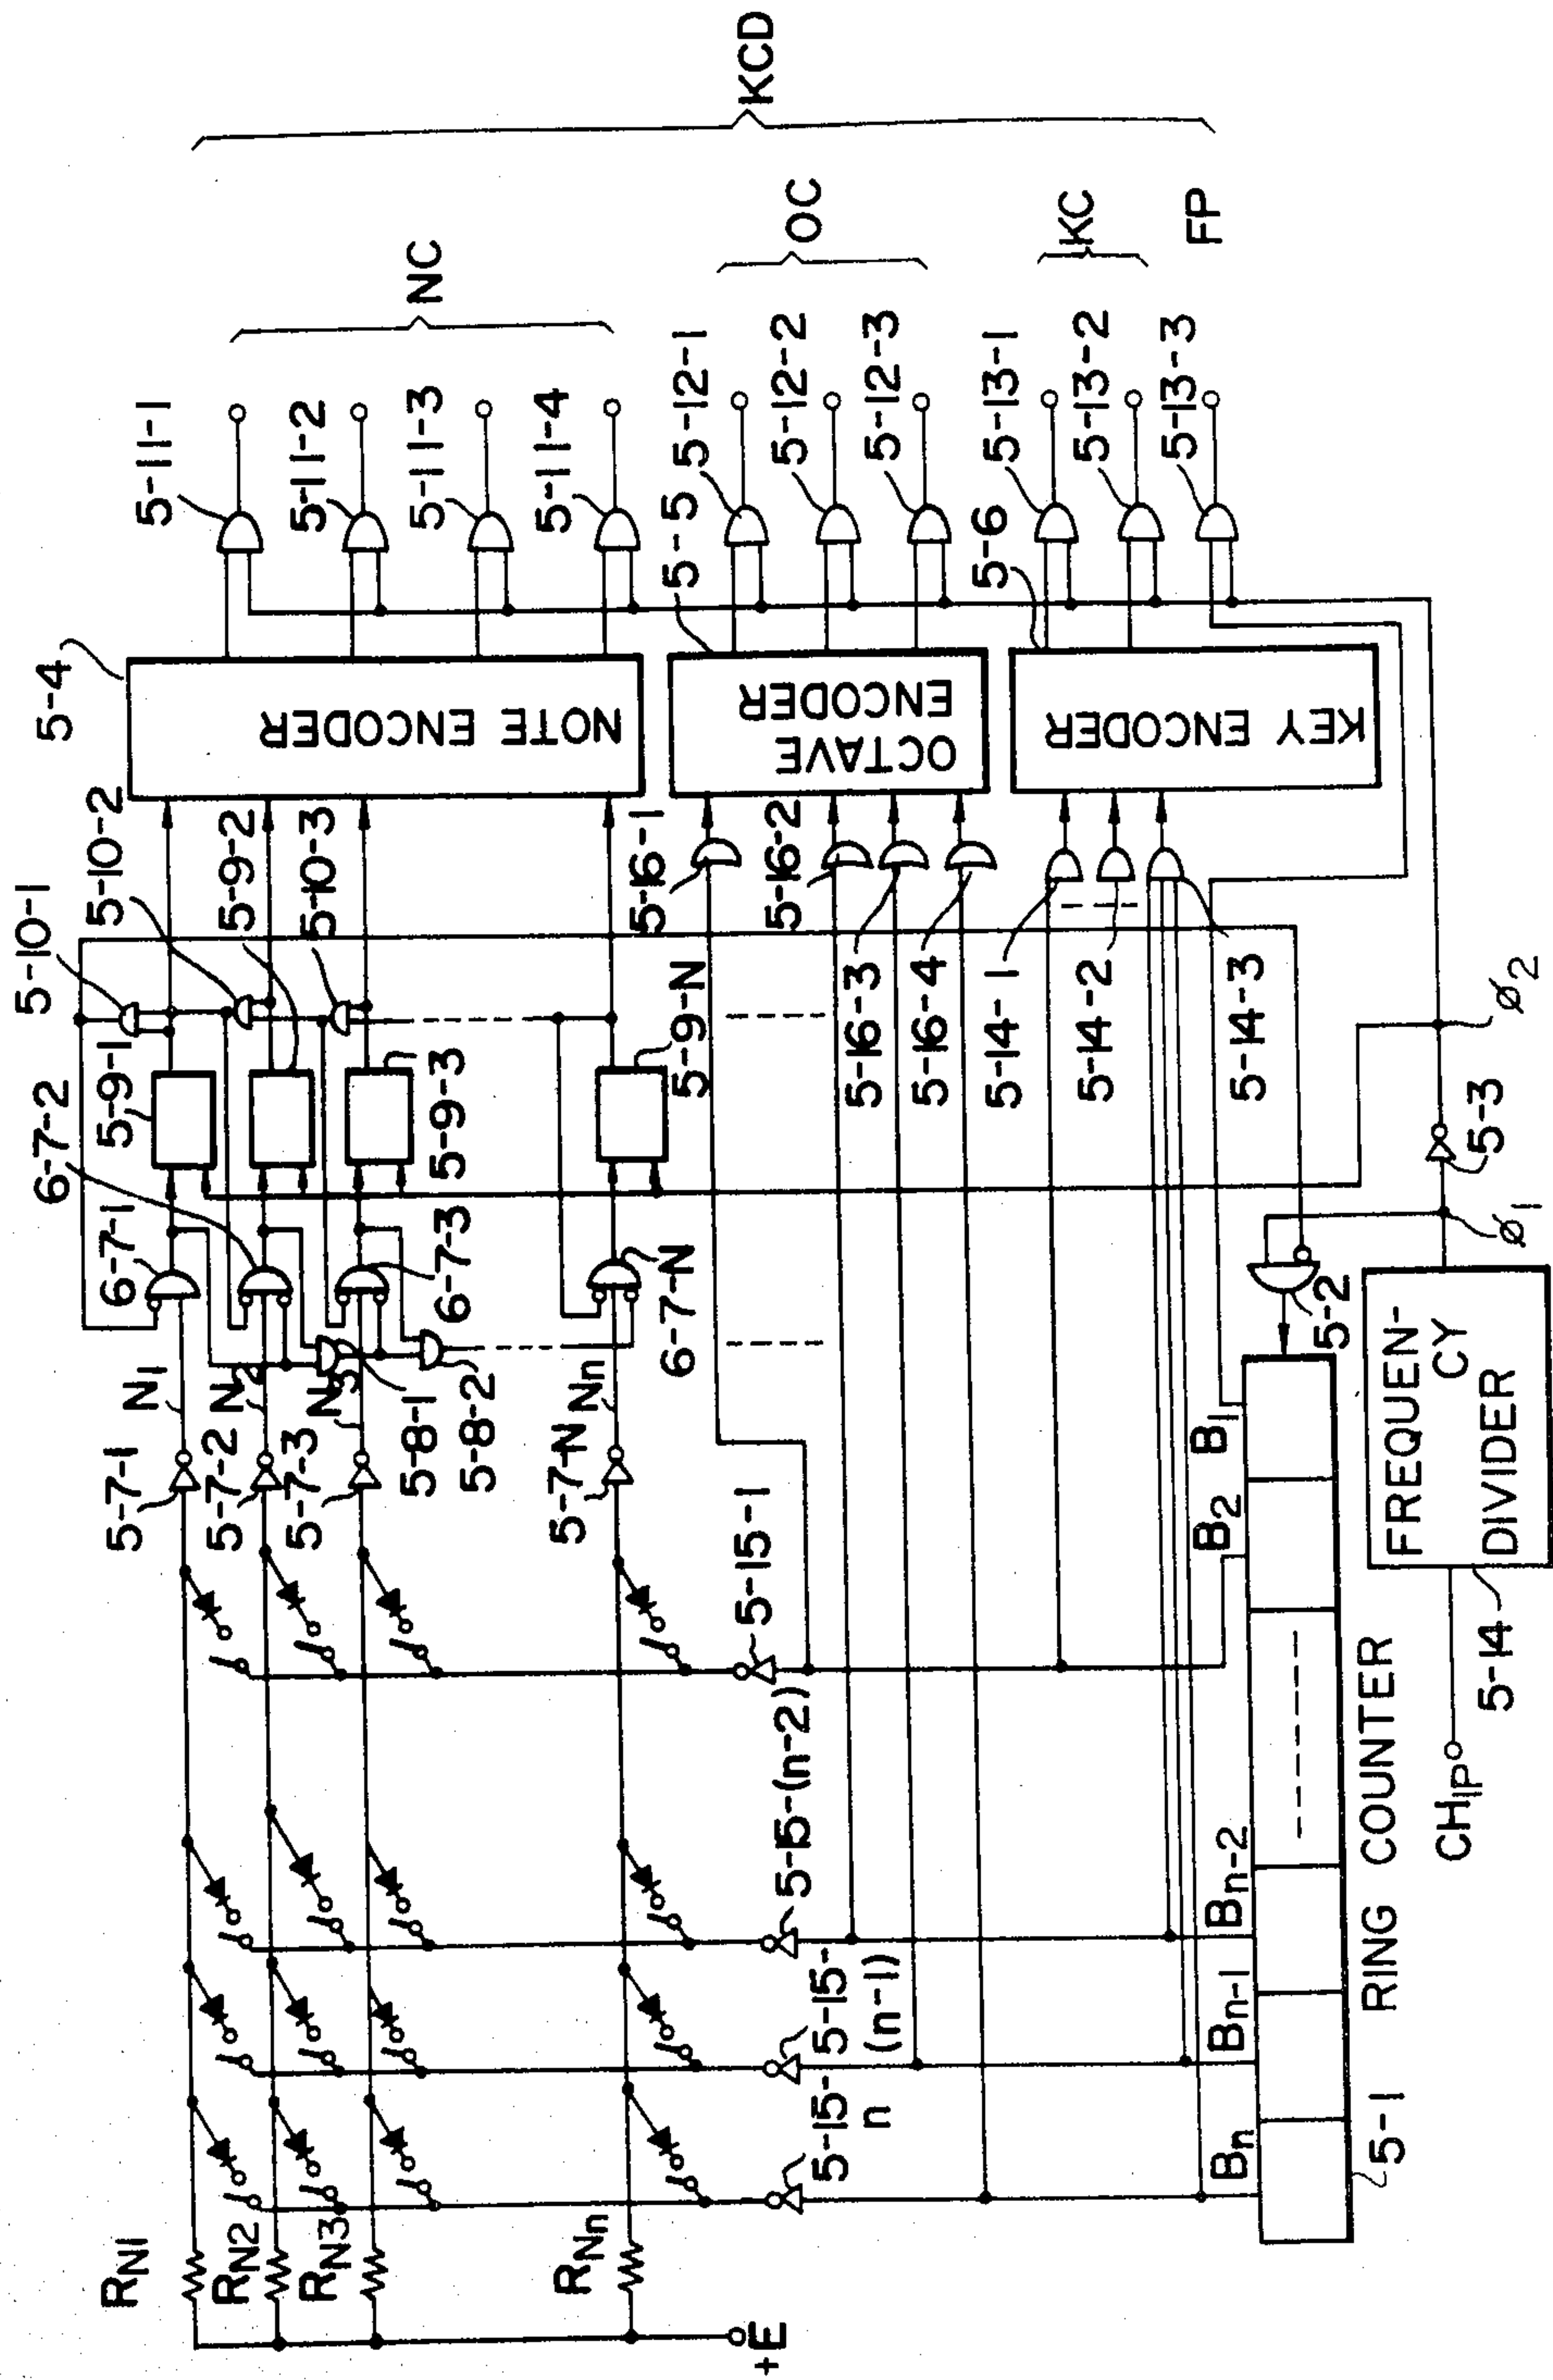 KCD
NC
OC
KC
FP
5-11-1
5-11-2
5-11-3
5-11-4
5-12-1
5-12-2
5-12-3
5-13-1
5-13-2
5-13-3
5-4
5-5
5-6
NOTE ENCODER
OCTAVE
ENCODER
KEY ENCODER
5-10-1
5-10-2
5-9-2
5-10-3
5-16-1
5-16-2
5-16-3
5-16-4
5-14-1
5-14-2
5-14-3
6-7-2
5-9-1
5-9-3
5-9-N
6-7-1
6-7-3
6-7-N
N1
N2
N3
Nn
5-8-1
5-8-2
5-7-1
5-7-2
5-7-3
5-7-N
5-15-1
5-15-(n-2)
5-15-
(n-1)
5-15-
n
RN1
RN2
RN3
RNn
+E
B1
B2
Bn-2
Bn-1
Bn
5-1
RING COUNTER
5-2
5-3
ø1
ø2
FREQUEN-
CY
DIVIDER
5-14
CHIP